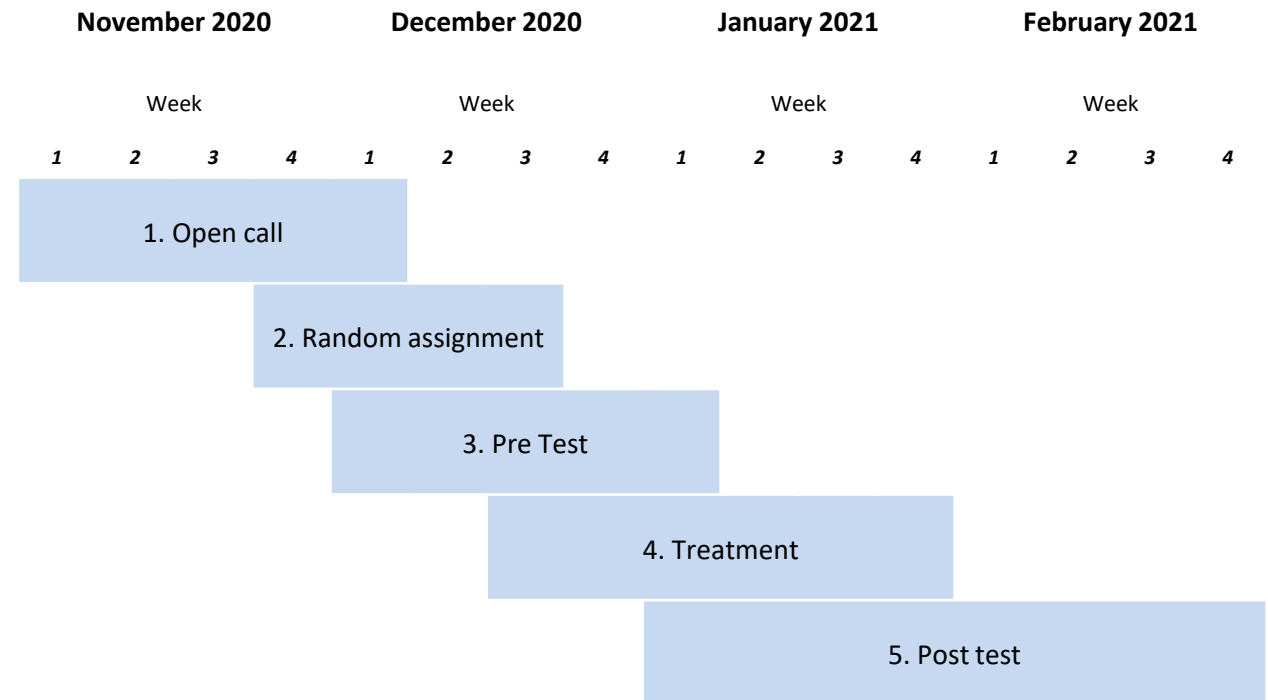 November 2020 December 2020 January 2021 February 2021
Week Week Week Week
1 2 3 4 1 2 3 4 1 2 3 4 1 2 3 4
1. Open call
2. Random assignment
3. Pre Test
4. Treatment
5. Post test